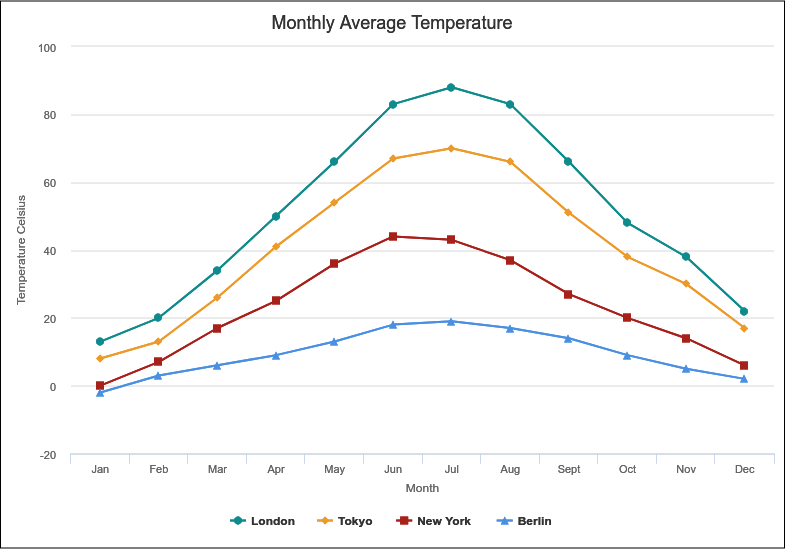 Monthly Average Temperature
100
80
60
40
20
0
-20
Temperature Celsius
Jan Feb Mar Apr May Jun Jul Aug Sept Oct Nov Dec
Month
London Tokyo New York Berlin